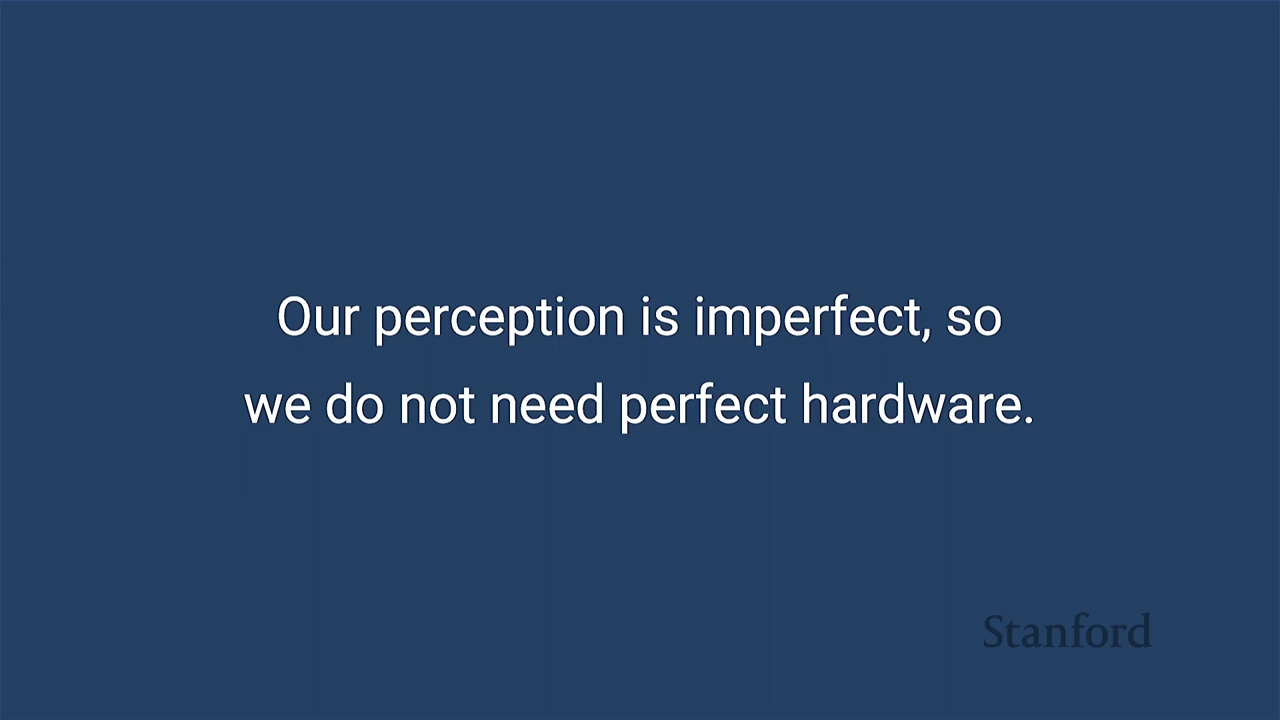 Our perception is imperfect, so
we do not need perfect hardware.
Stanford